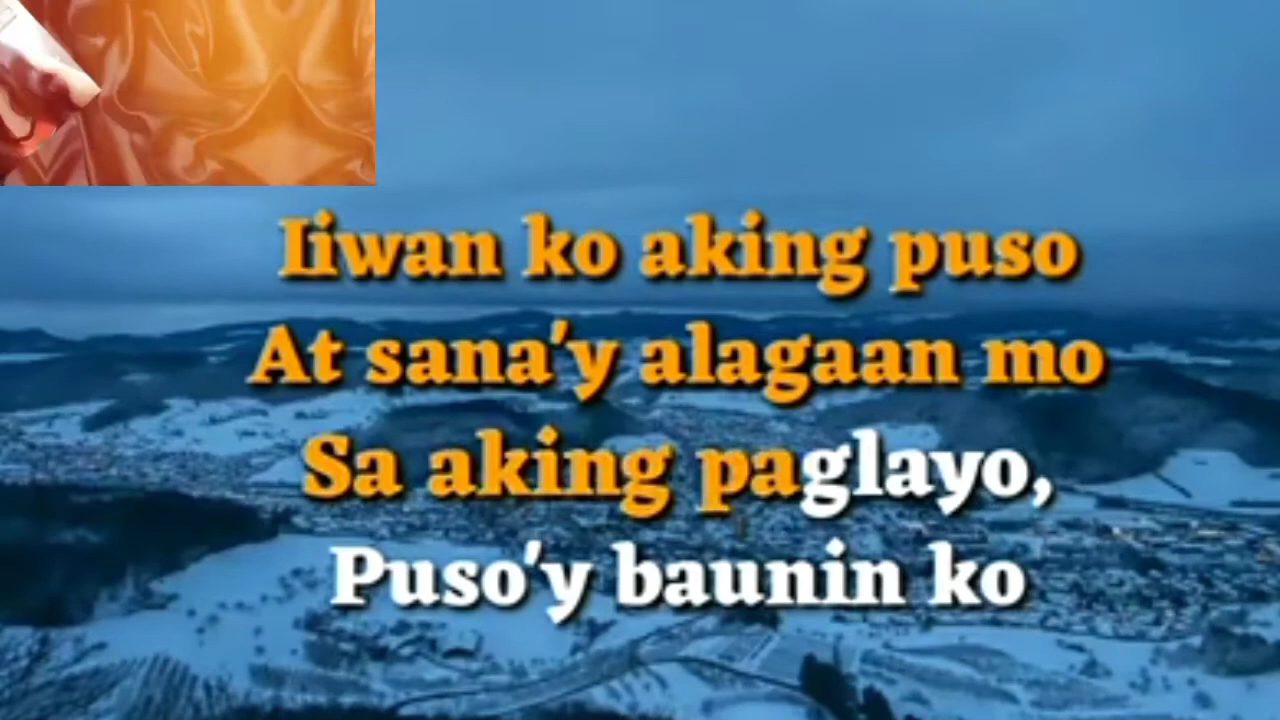 Iiwan ko aking puso
At sana'y alagaan mo
Sa aking paglayo,
Puso'y baunin ko